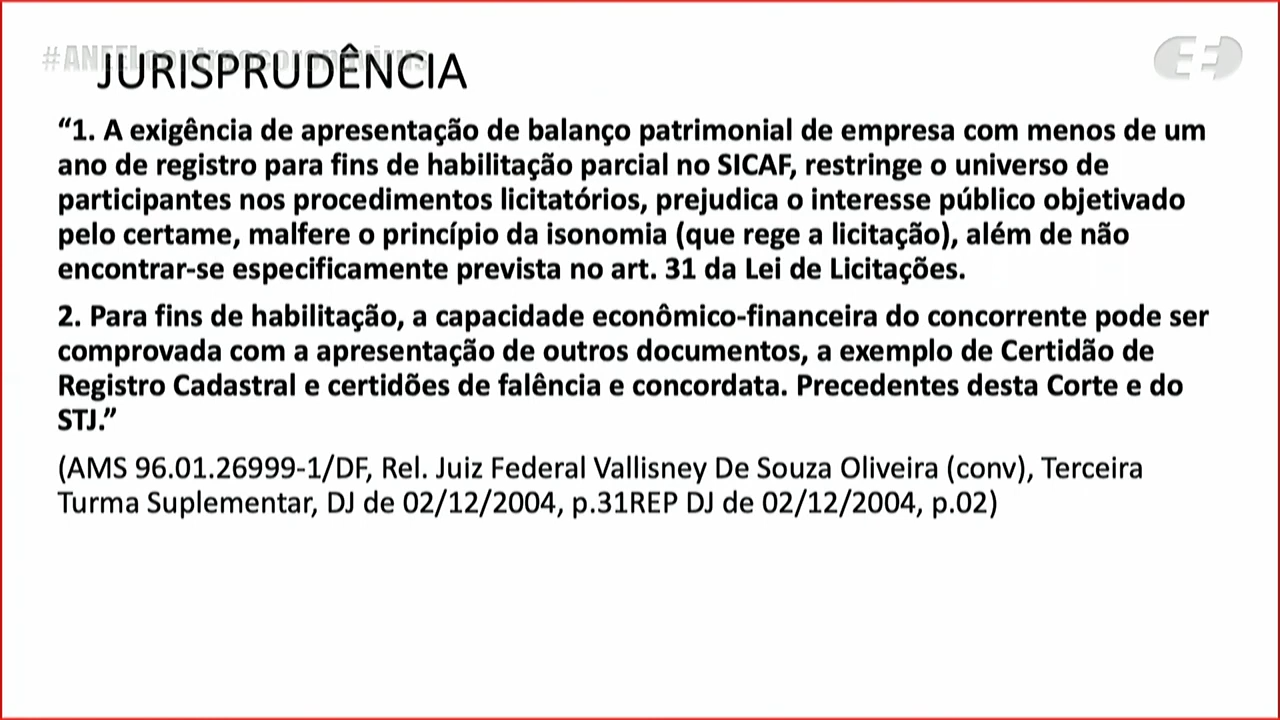 #ANEELcontraocoronavirus
JURISPRUDÊNCIA
“1. A exigência de apresentação de balanço patrimonial de empresa com menos de um
ano de registro para fins de habilitação parcial no SICAF, restringe o universo de
participantes nos procedimentos licitatórios, prejudica o interesse público objetivado
pelo certame, malfere o princípio da isonomia (que rege a licitação), além de não
encontrar-se especificamente prevista no art. 31 da Lei de Licitações.
2. Para fins de habilitação, a capacidade econômico-financeira do concorrente pode ser
comprovada com a apresentação de outros documentos, a exemplo de Certidão de
Registro Cadastral e certidões de falência e concordata. Precedentes desta Corte e do
STJ.”
(AMS 96.01.26999-1/DF, Rel. Juiz Federal Vallisney De Souza Oliveira (conv), Terceira
Turma Suplementar, DJ de 02/12/2004, p.31REP DJ de 02/12/2004, p.02)